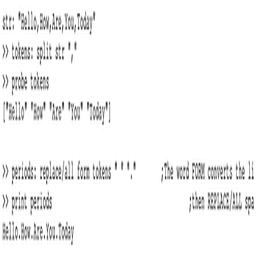 str: "Hello,How,Are,You,Today"
>> tokens: split str ","
>> probe tokens
["Hello" "How" "Are" "You" "Today"]
>> periods: replace/all form tokens " " "." ;The word FORM converts the li
>> print periods ;then REPLACE/ALL spa
Hello.How.Are.You.Today